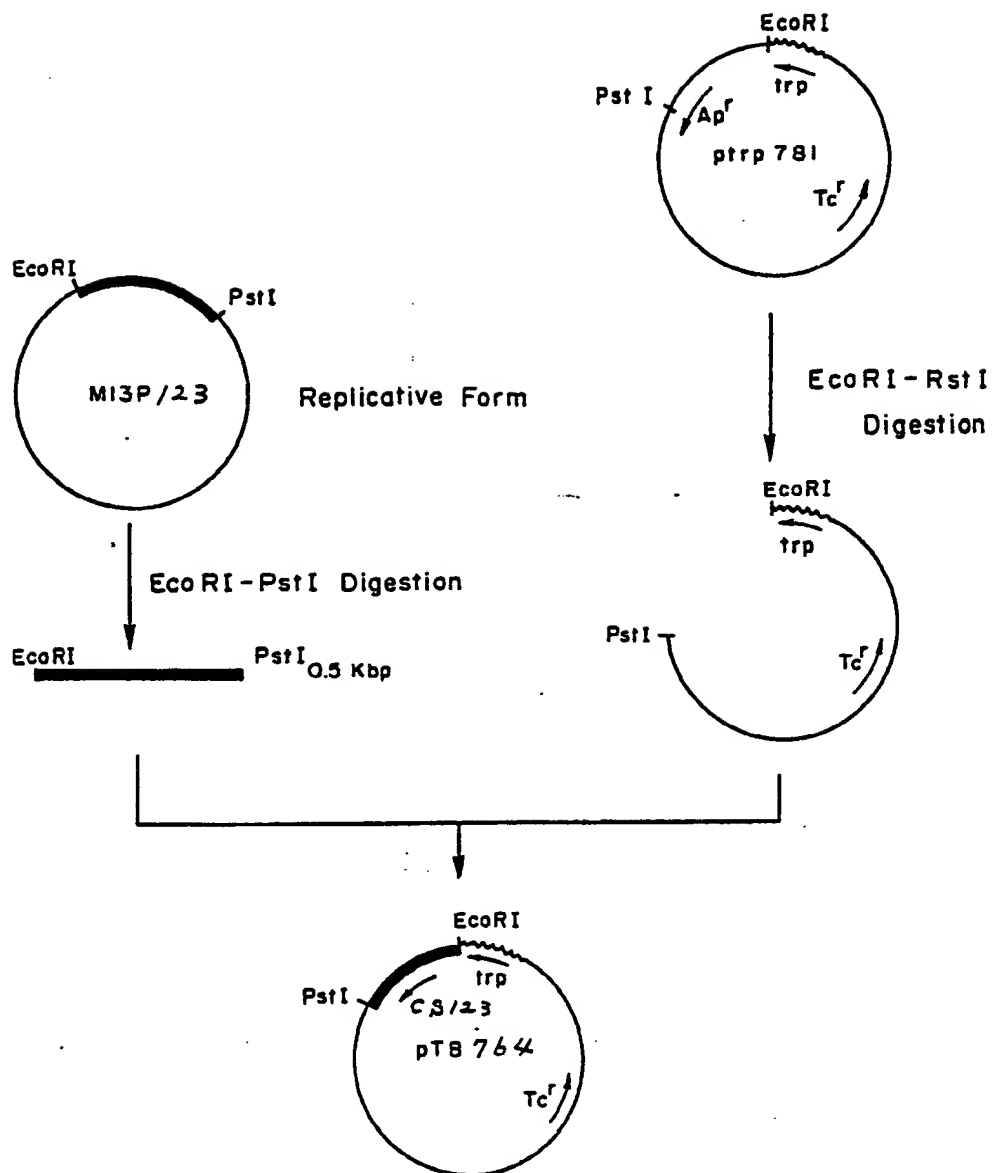 EcoRI
trp
Pst I
Apʳ
ptrp 781
Tcʳ
EcoRI
PstI
M13P/23
Replicative Form
EcoRI-RstI
Digestion
EcoRI-PstI Digestion
EcoRI
PstI
0.5 Kbp
EcoRI
trp
PstI
Tcʳ
EcoRI
trp
PstI
CS/23
pTB 764
Tcʳ